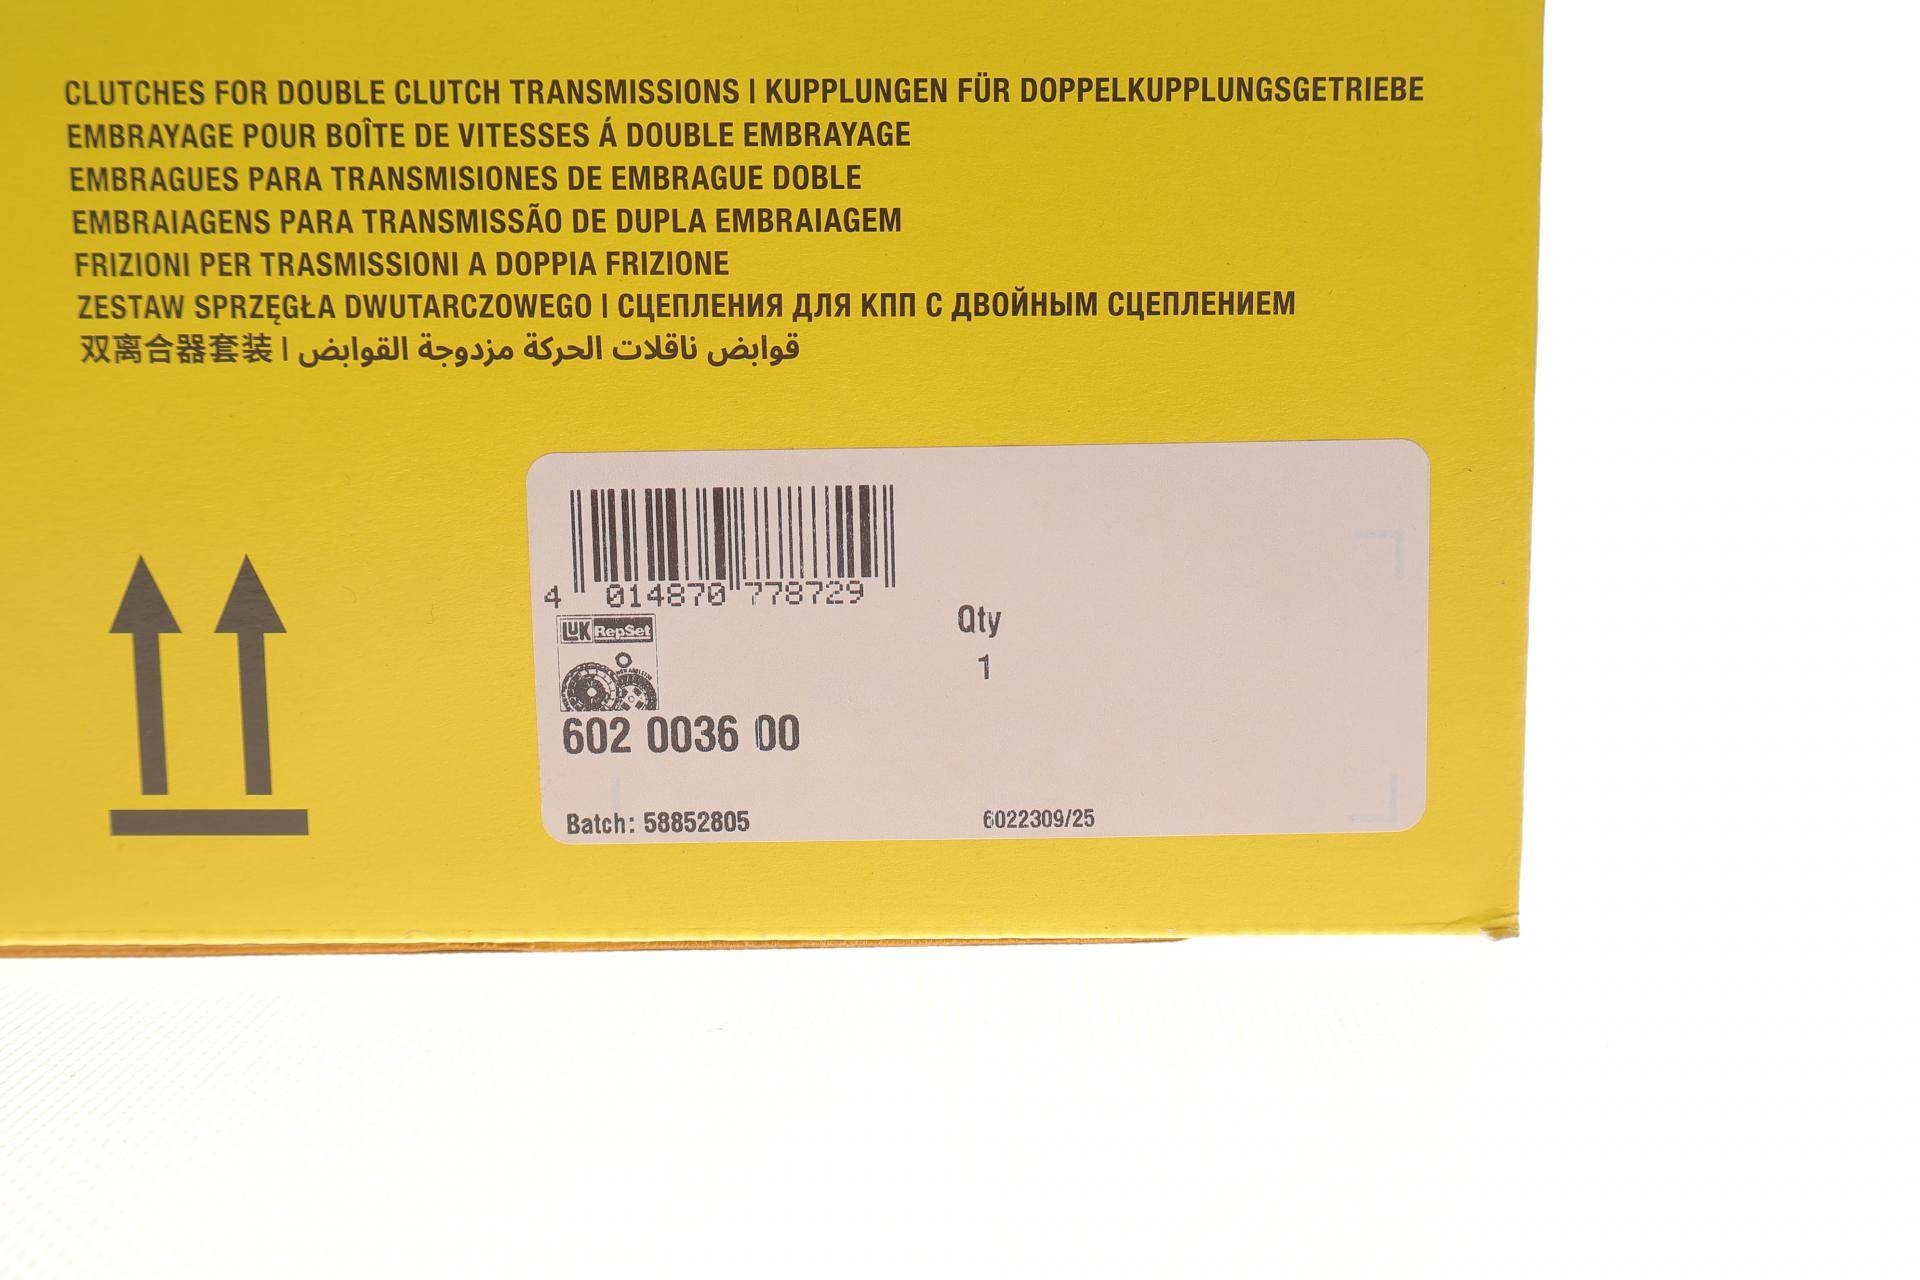 CLUTCHES FOR DOUBLE CLUTCH TRANSMISSIONS | KUPPLUNGEN FÜR DOPPELKUPPLUNGSGETRIEBE
EMBRAYAGE POUR BOÎTE DE VITESSES Á DOUBLE EMBRAYAGE
EMBRAGUES PARA TRANSMISIONES DE EMBRAGUE DOBLE
EMBRAIAGENS PARA TRANSMISSÃO DE DUPLA EMBRAIAGEM
FRIZIONI PER TRASMISSIONI A DOPPIA FRIZIONE
ZESTAW SPRZĘGŁA DWUTARCZOWEGO | СЦЕПЛЕНИЯ ДЛЯ КПП С ДВОЙНЫМ СЦЕПЛЕНИЕМ
双离合器套装 | قوابض ناقلات الحركة مزدوجة القوابض
4 014870 778729
LUK RepSet
Qty
1
602 0036 00
Batch: 58852805 6022309/25